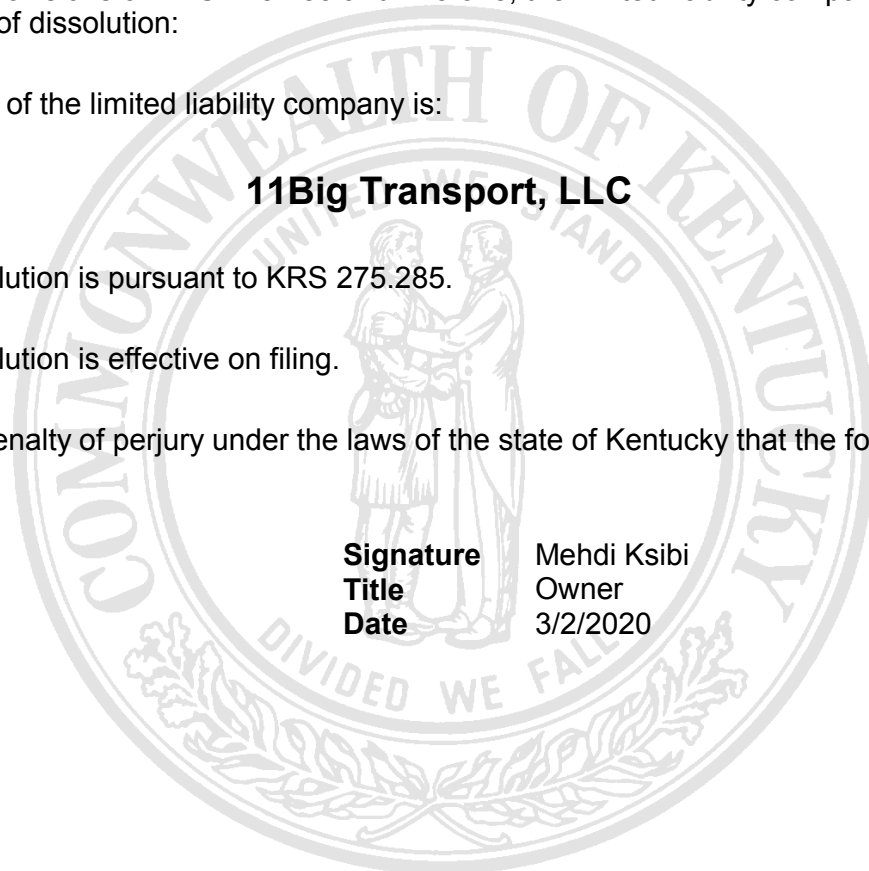 of dissolution:
of the limited liability company is:
11Big Transport, LLC
lution is pursuant to KRS 275.285.
lution is effective on filing.
enalty of perjury under the laws of the state of Kentucky that the fo
Signature Mehdi Ksibi
Title Owner
Date 3/2/2020
COMMONWEALTH OF KENTUCKY
UNITED WE STAND
DIVIDED WE FALL